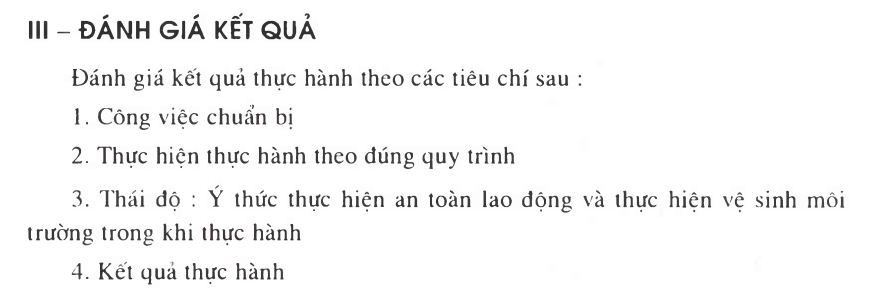 III – ĐÁNH GIÁ KẾT QUẢ
Đánh giá kết quả thực hành theo các tiêu chí sau :
1. Công việc chuẩn bị
2. Thực hiện thực hành theo đúng quy trình
3. Thái độ : Ý thức thực hiện an toàn lao động và thực hiện vệ sinh môi
trường trong khi thực hành
4. Kết quả thực hành